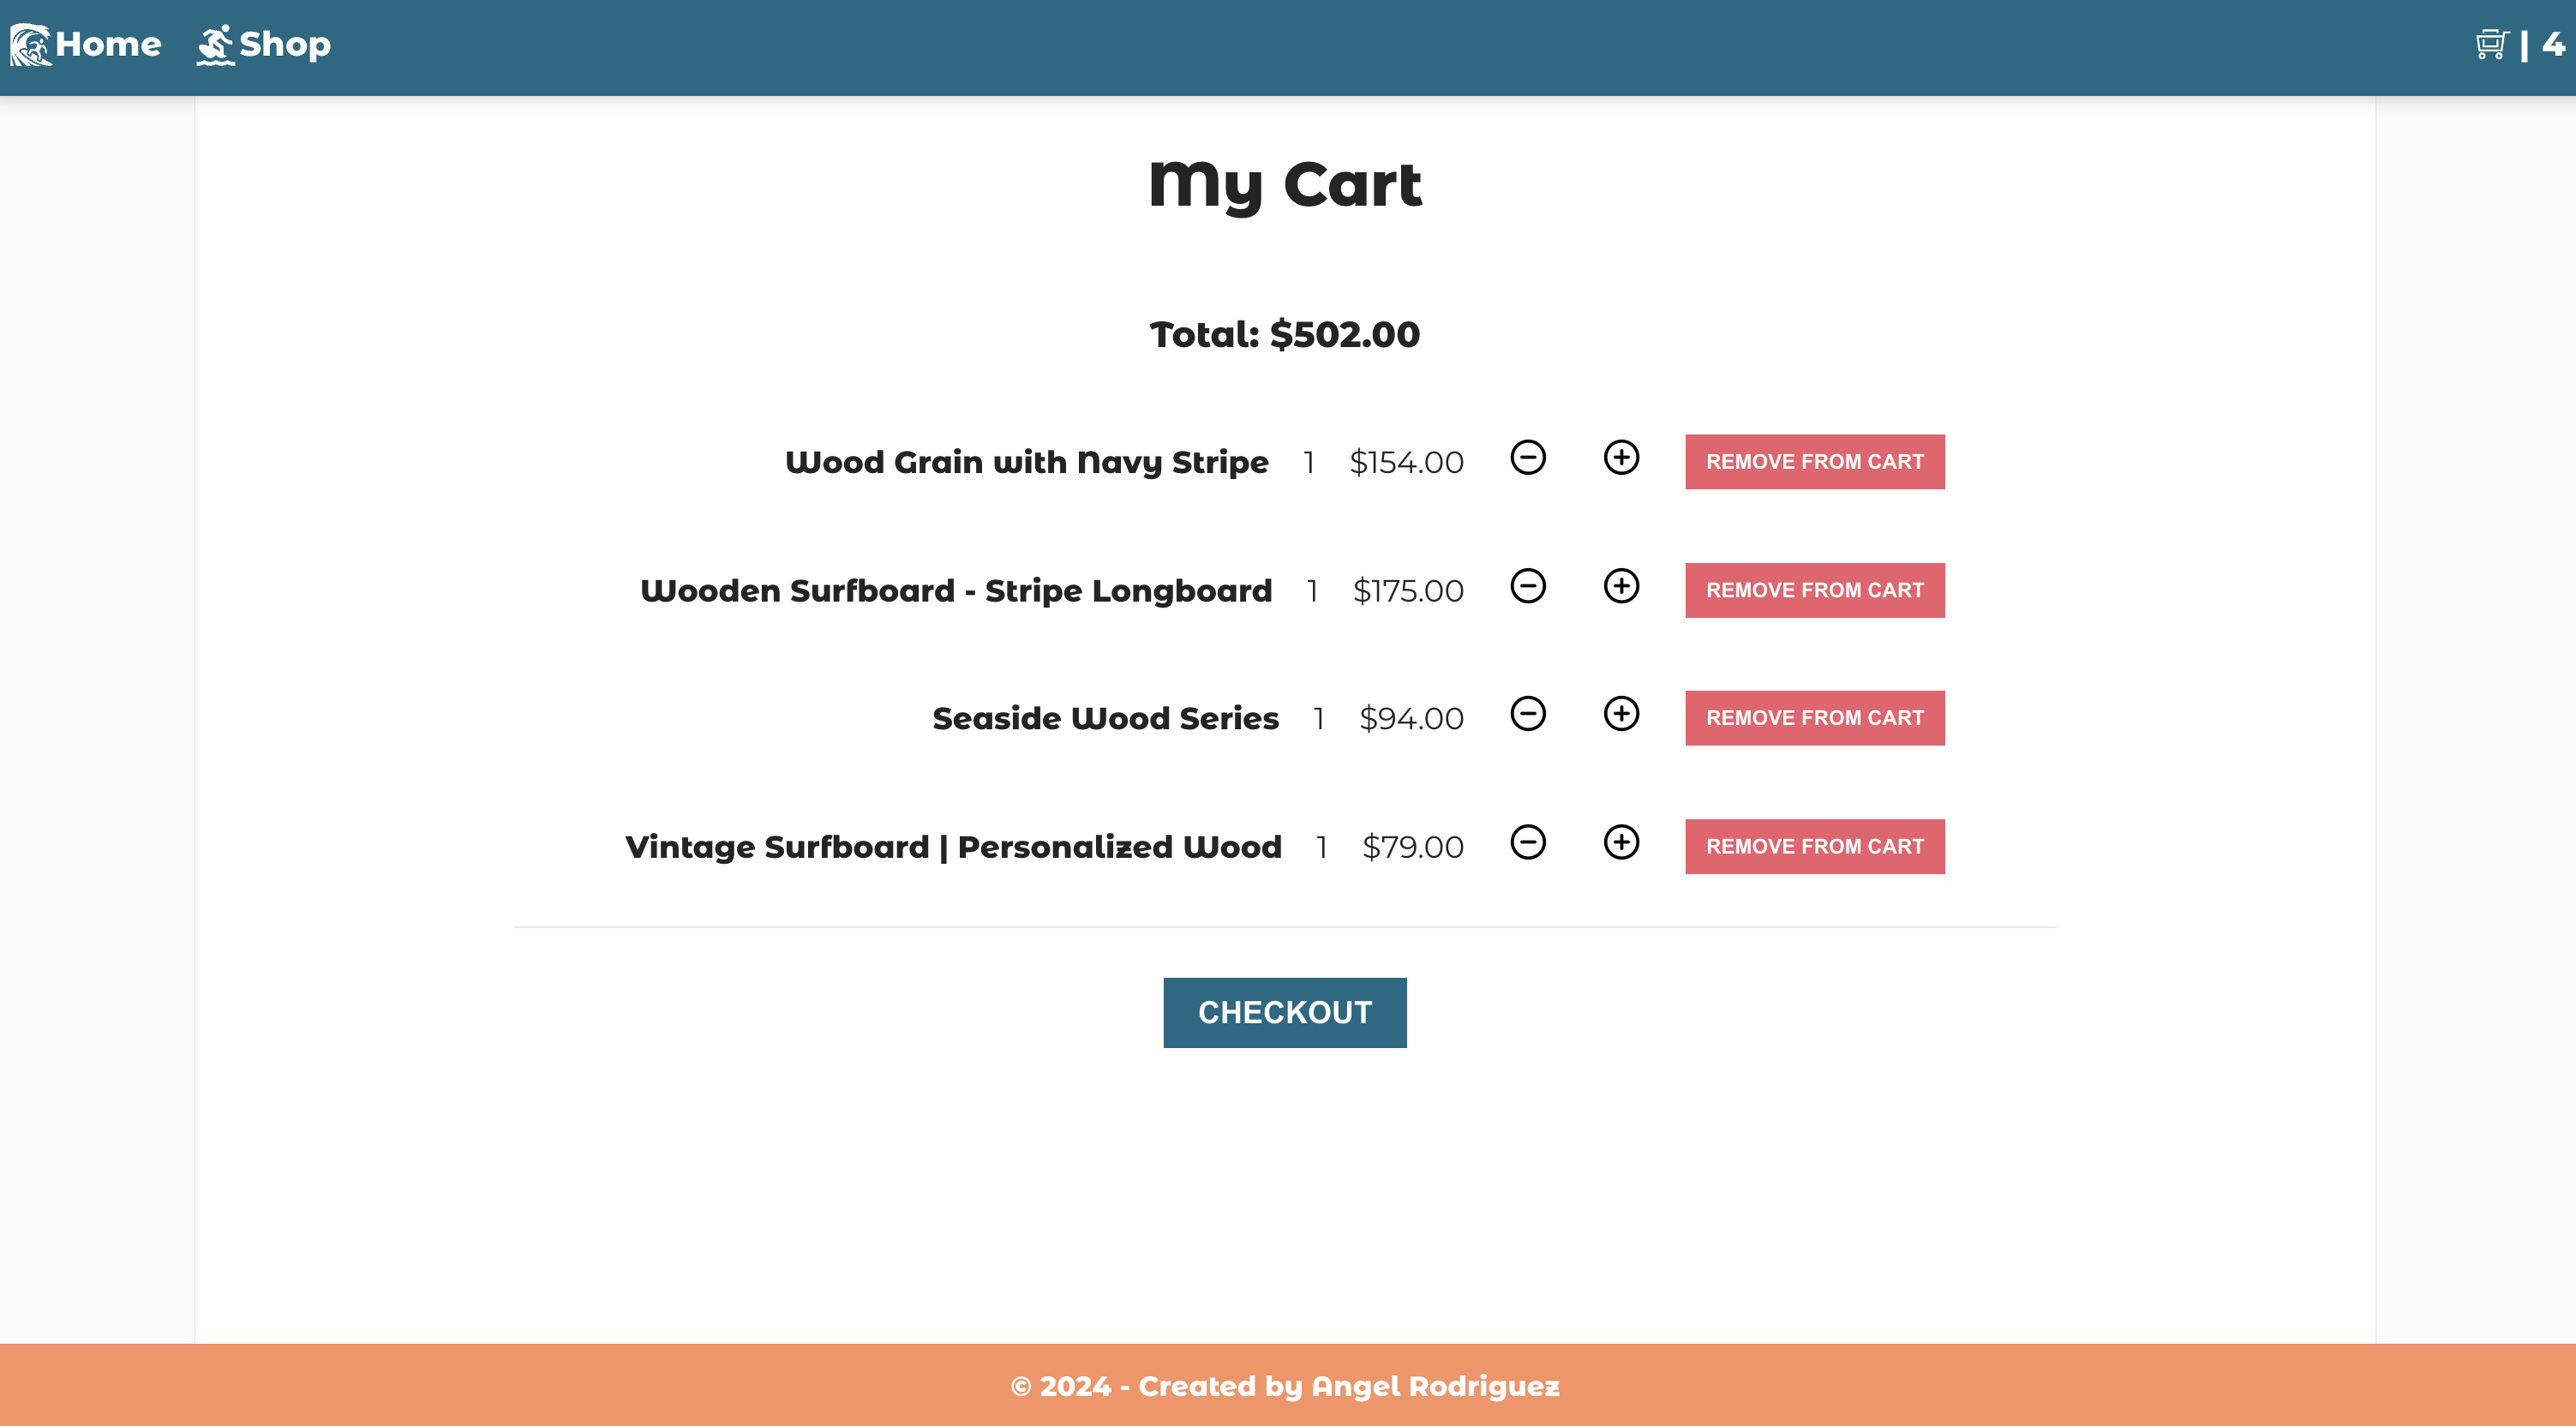 Home Shop | 4
My Cart
Total: $502.00
Wood Grain with Navy Stripe 1 $154.00 REMOVE FROM CART
Wooden Surfboard - Stripe Longboard 1 $175.00 REMOVE FROM CART
Seaside Wood Series 1 $94.00 REMOVE FROM CART
Vintage Surfboard | Personalized Wood 1 $79.00 REMOVE FROM CART
CHECKOUT
© 2024 - Created by Angel Rodriguez